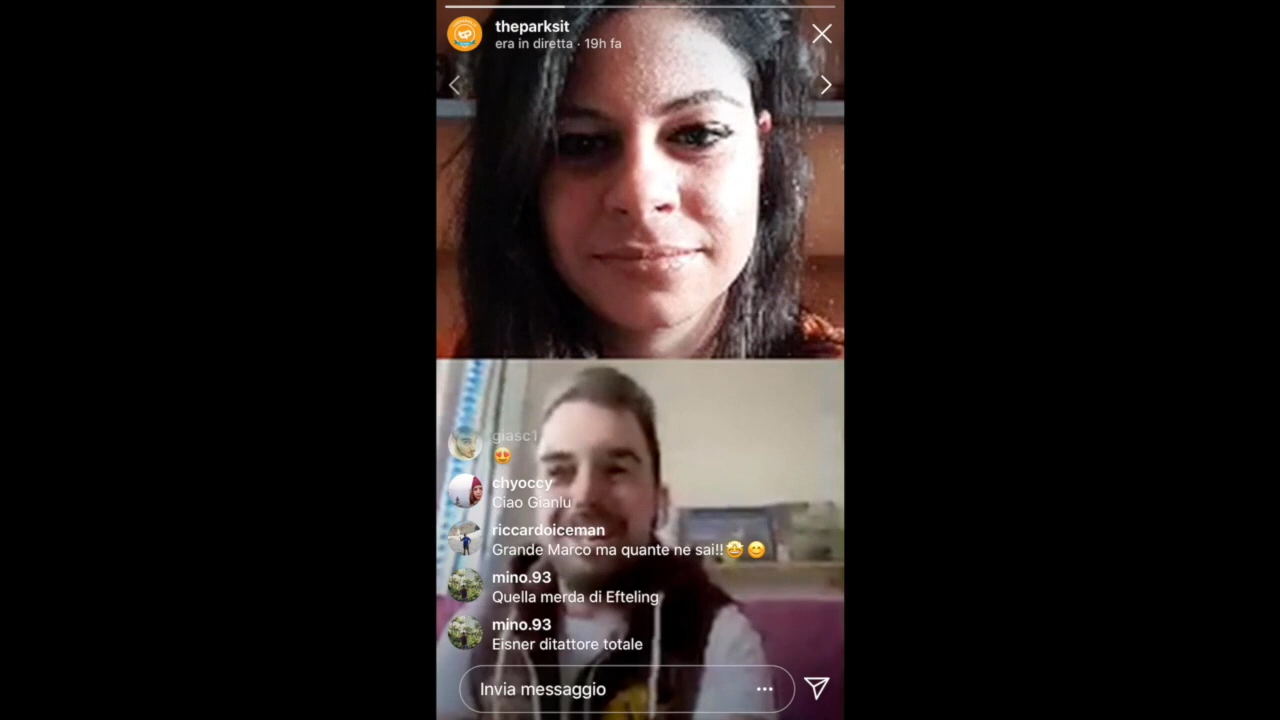 theparksit
era in diretta · 19h fa
giasc1
😍
chyoccy
Ciao Gianlu
riccardoiceman
Grande Marco ma quante ne sai!!🤩😊
mino.93
Quella merda di Efteling
mino.93
Eisner ditattore totale
Invia messaggio